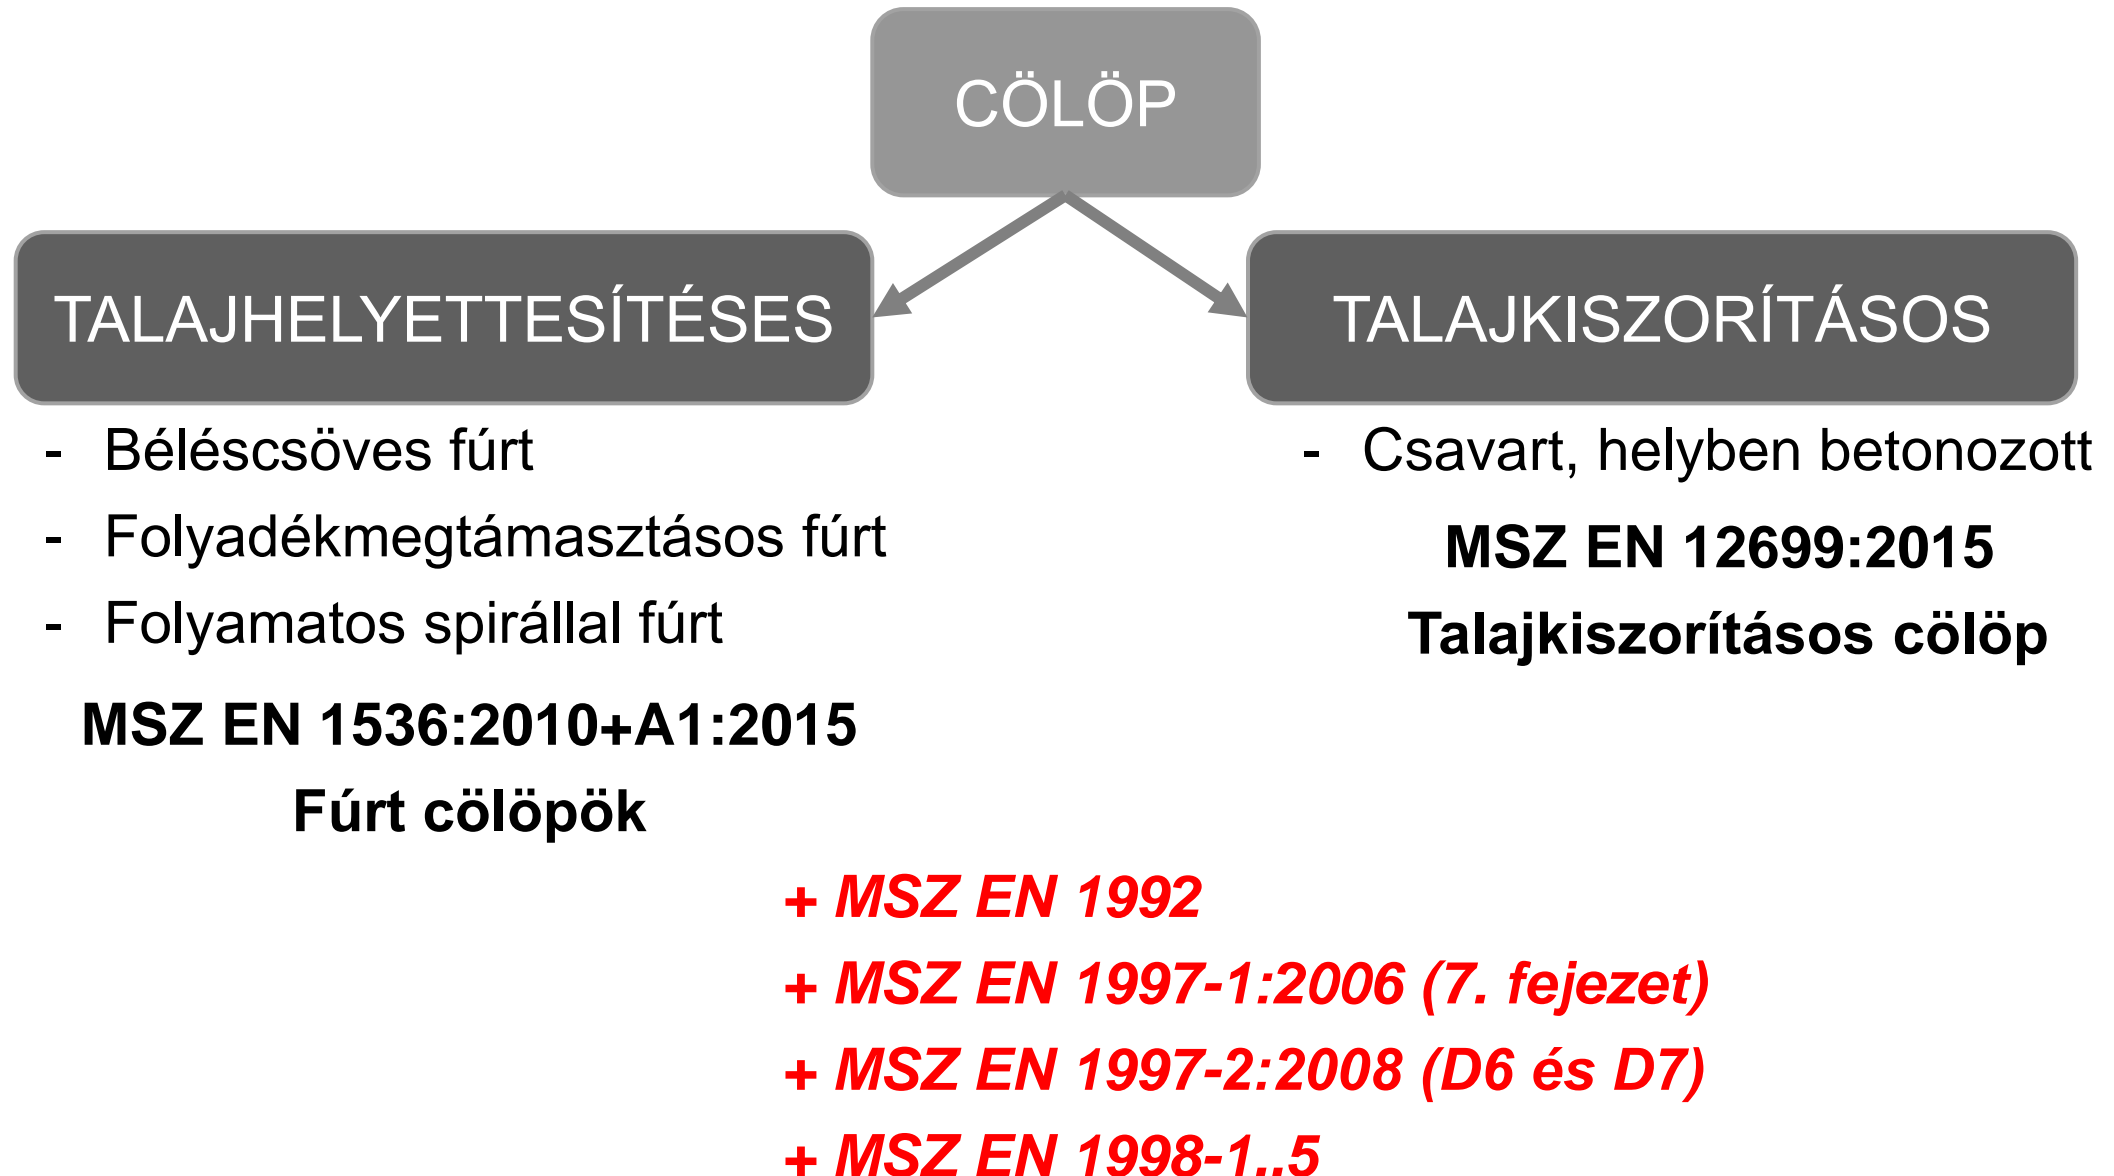 CÖLÖP
TALAJHELYETTESÍTÉSES
- Béléscsöves fúrt
- Folyadékmegtámasztásos fúrt
- Folyamatos spirállal fúrt
MSZ EN 1536:2010+A1:2015
Fúrt cölöpök
TALAJKISZORÍTÁSOS
- Csavart, helyben betonozott
MSZ EN 12699:2015
Talajkiszorításos cölöp
+ MSZ EN 1992
+ MSZ EN 1997-1:2006 (7. fejezet)
+ MSZ EN 1997-2:2008 (D6 és D7)
+ MSZ EN 1998-1..5